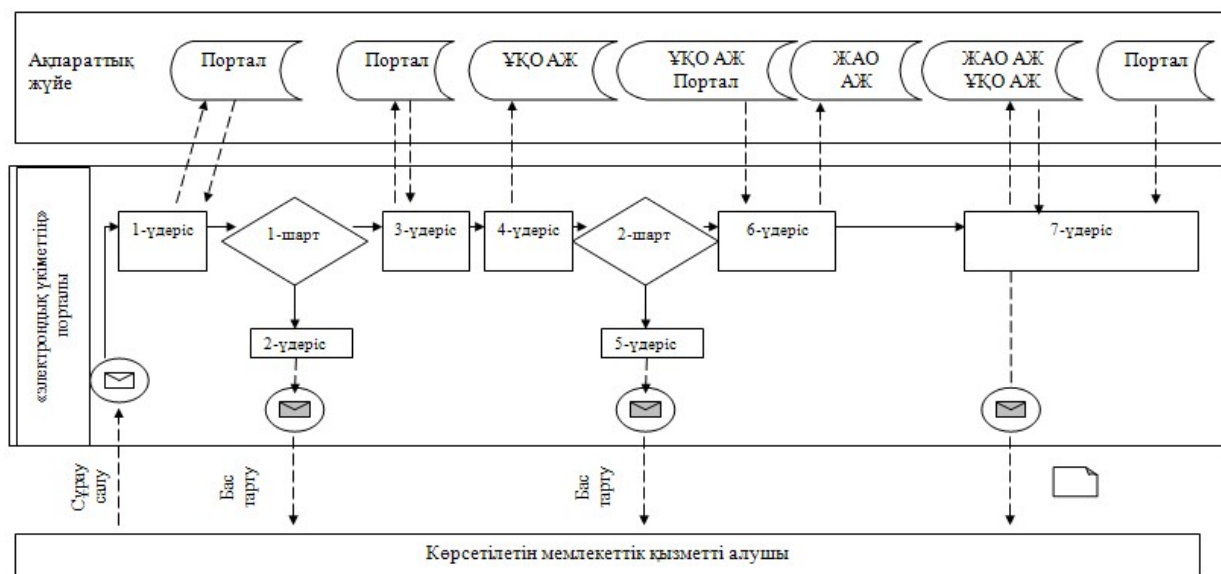 Ақпараттық
жүйе
Портал
Портал
ҰҚО АЖ
ҰҚО АЖ
Портал
ЖАО
АЖ
ЖАО АЖ
ҰҚО АЖ
Портал
«электрондық үкіметтің»
порталы
1-үдеріс
1-шарт
3-үдеріс
4-үдеріс
2-шарт
6-үдеріс
7-үдеріс
2-үдеріс
5-үдеріс
Сұрау
салу
Бас
тарту
Бас
тарту
Көрсетілетін мемлекеттік қызметті алушы